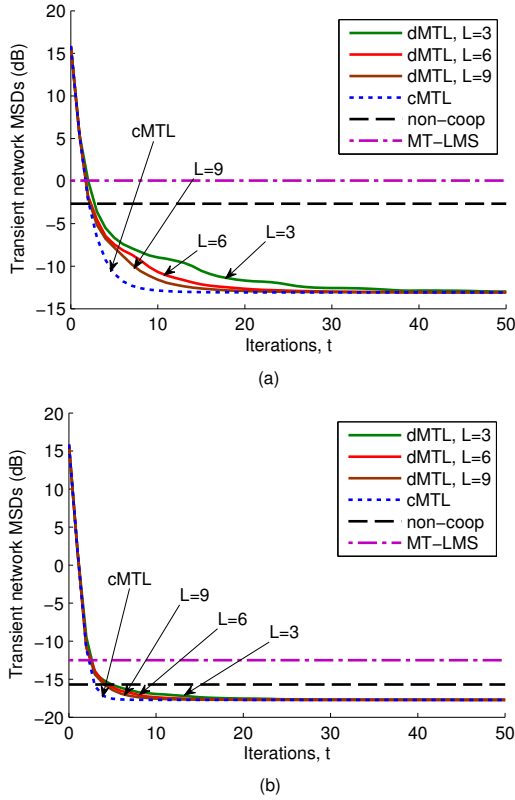 20
15
10
5
0
−5
−10
−15
0
10
20
30
40
50
Transient network MSDs (dB)
Iterations, t
dMTL, L=3
dMTL, L=6
dMTL, L=9
cMTL
non−coop
MT−LMS
cMTL
L=9
L=6
L=3
(a)
20
15
10
5
0
−5
−10
−15
−20
0
10
20
30
40
50
Transient network MSDs (dB)
Iterations, t
dMTL, L=3
dMTL, L=6
dMTL, L=9
cMTL
non−coop
MT−LMS
cMTL
L=9
L=6
L=3
(b)